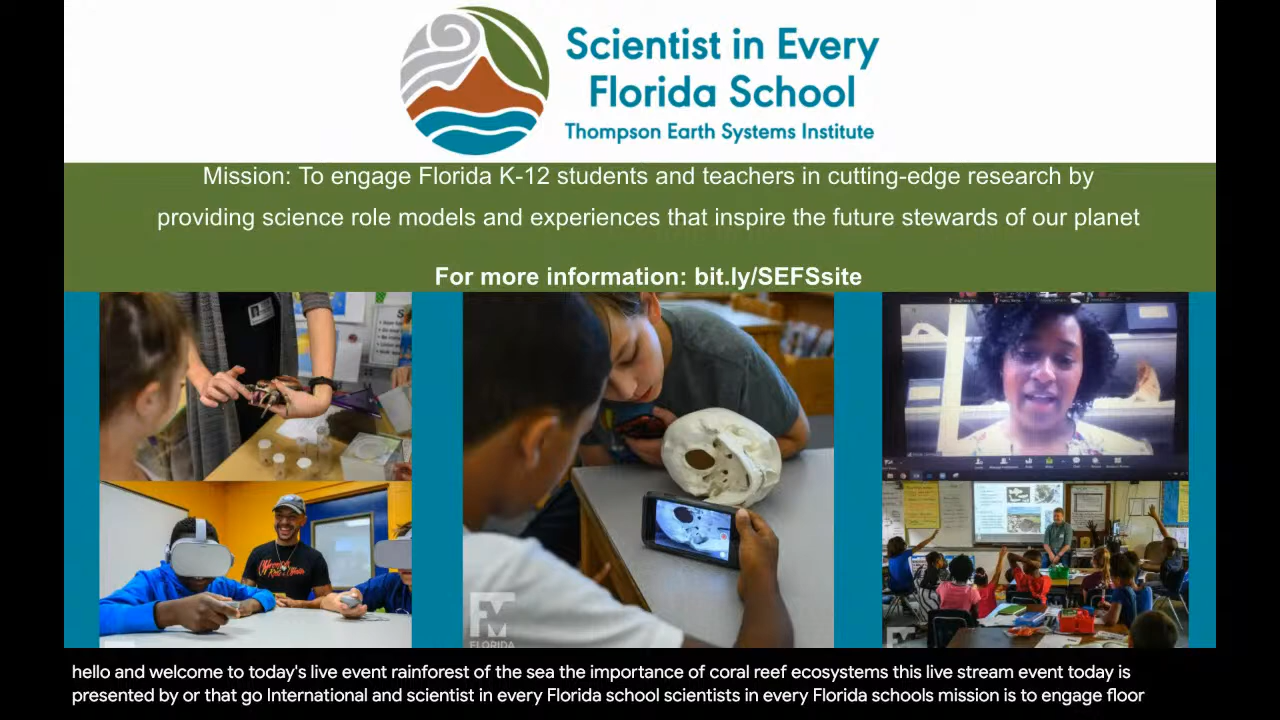 Scientist in Every
Florida School
Thompson Earth Systems Institute
Mission: To engage Florida K-12 students and teachers in cutting-edge research by
providing science role models and experiences that inspire the future stewards of our planet
For more information: bit.ly/SEFSsite
FM
FLORIDA
hello and welcome to today's live event rainforest of the sea the importance of coral reef ecosystems this live stream event today is
presented by or that go International and scientist in every Florida school scientists in every Florida schools mission is to engage floor